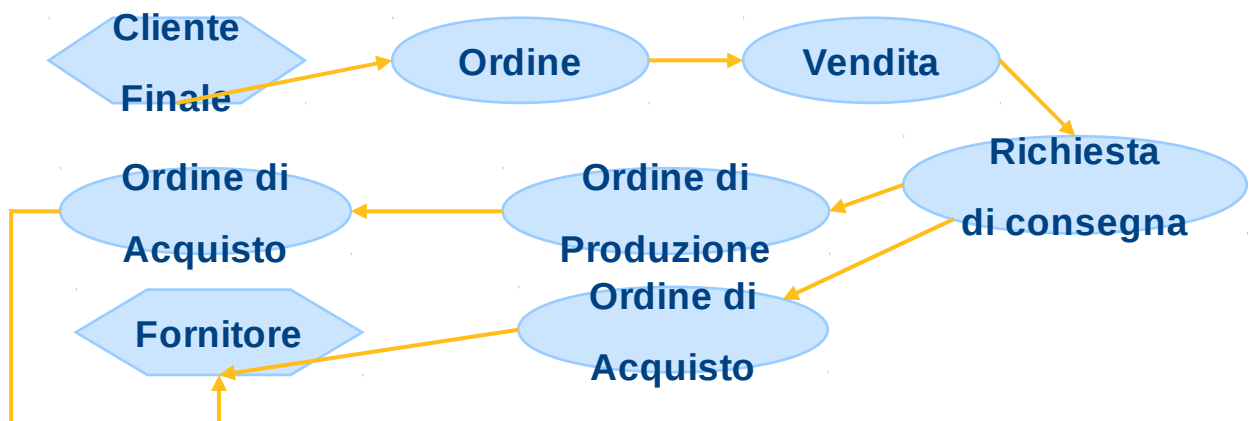 Cliente
Finale
Ordine
Vendita
Richiesta
di consegna
Ordine di
Produzione
Ordine di
Acquisto
Ordine di
Acquisto
Fornitore